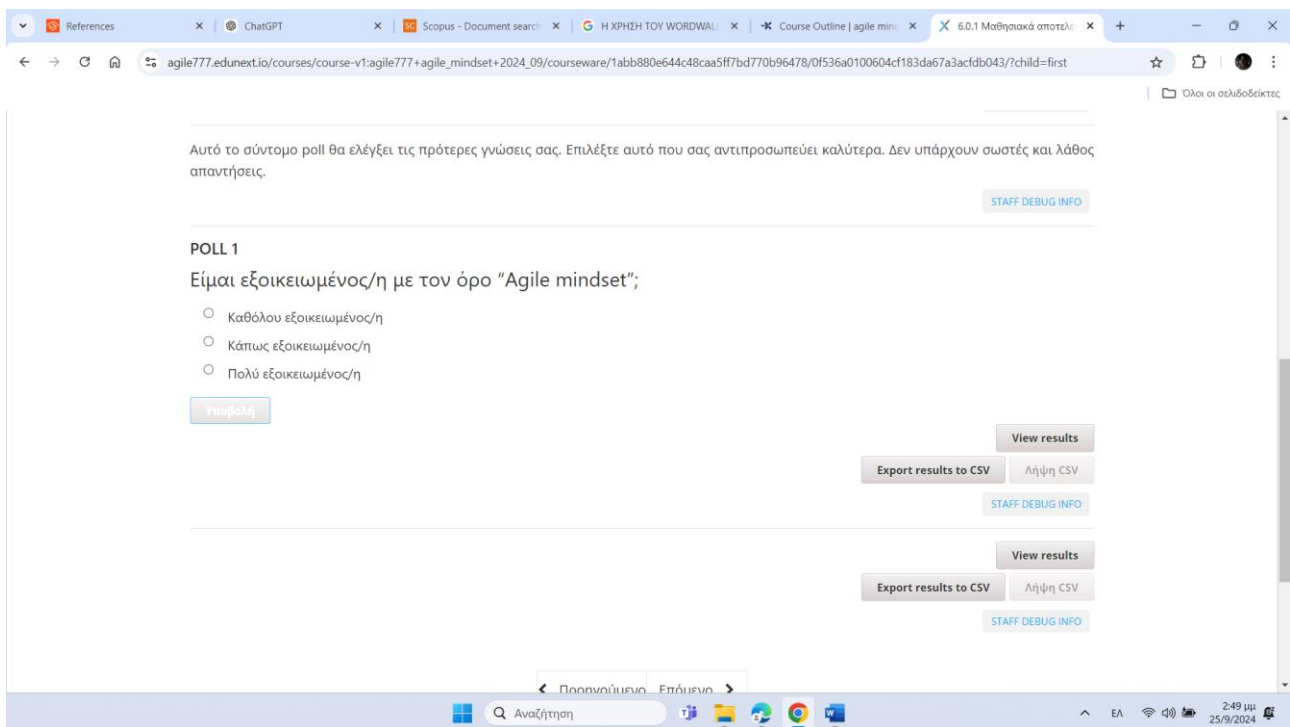 References
ChatGPT
Scopus - Document search
Η ΧΡΗΣΗ ΤΟΥ WORDWALL
Course Outline | agile minc
6.0.1 Μαθησιακά αποτελέ
agile777.edunext.io/courses/course-v1:agile777+agile_mindset+2024_09/courseware/1abb880e644c48caa5ff7bd770b96478/0f536a0100604cf183da67a3acfdb043/?child=first
Όλοι οι σελιδοδείκτες
Αυτό το σύντομο poll θα ελέγξει τις πρότερες γνώσεις σας. Επιλέξτε αυτό που σας αντιπροσωπεύει καλύτερα. Δεν υπάρχουν σωστές και λάθος
απαντήσεις.
STAFF DEBUG INFO
POLL 1
Είμαι εξοικειωμένος/η με τον όρο “Agile mindset”;
Καθόλου εξοικειωμένος/η
Κάπως εξοικειωμένος/η
Πολύ εξοικειωμένος/η
Υποβολή
View results
Export results to CSV Λήψη CSV
STAFF DEBUG INFO
View results
Export results to CSV Λήψη CSV
STAFF DEBUG INFO
Προηγούμενο Επόμενο
Αναζήτηση
ΕΛ
2:49 μμ
25/9/2024